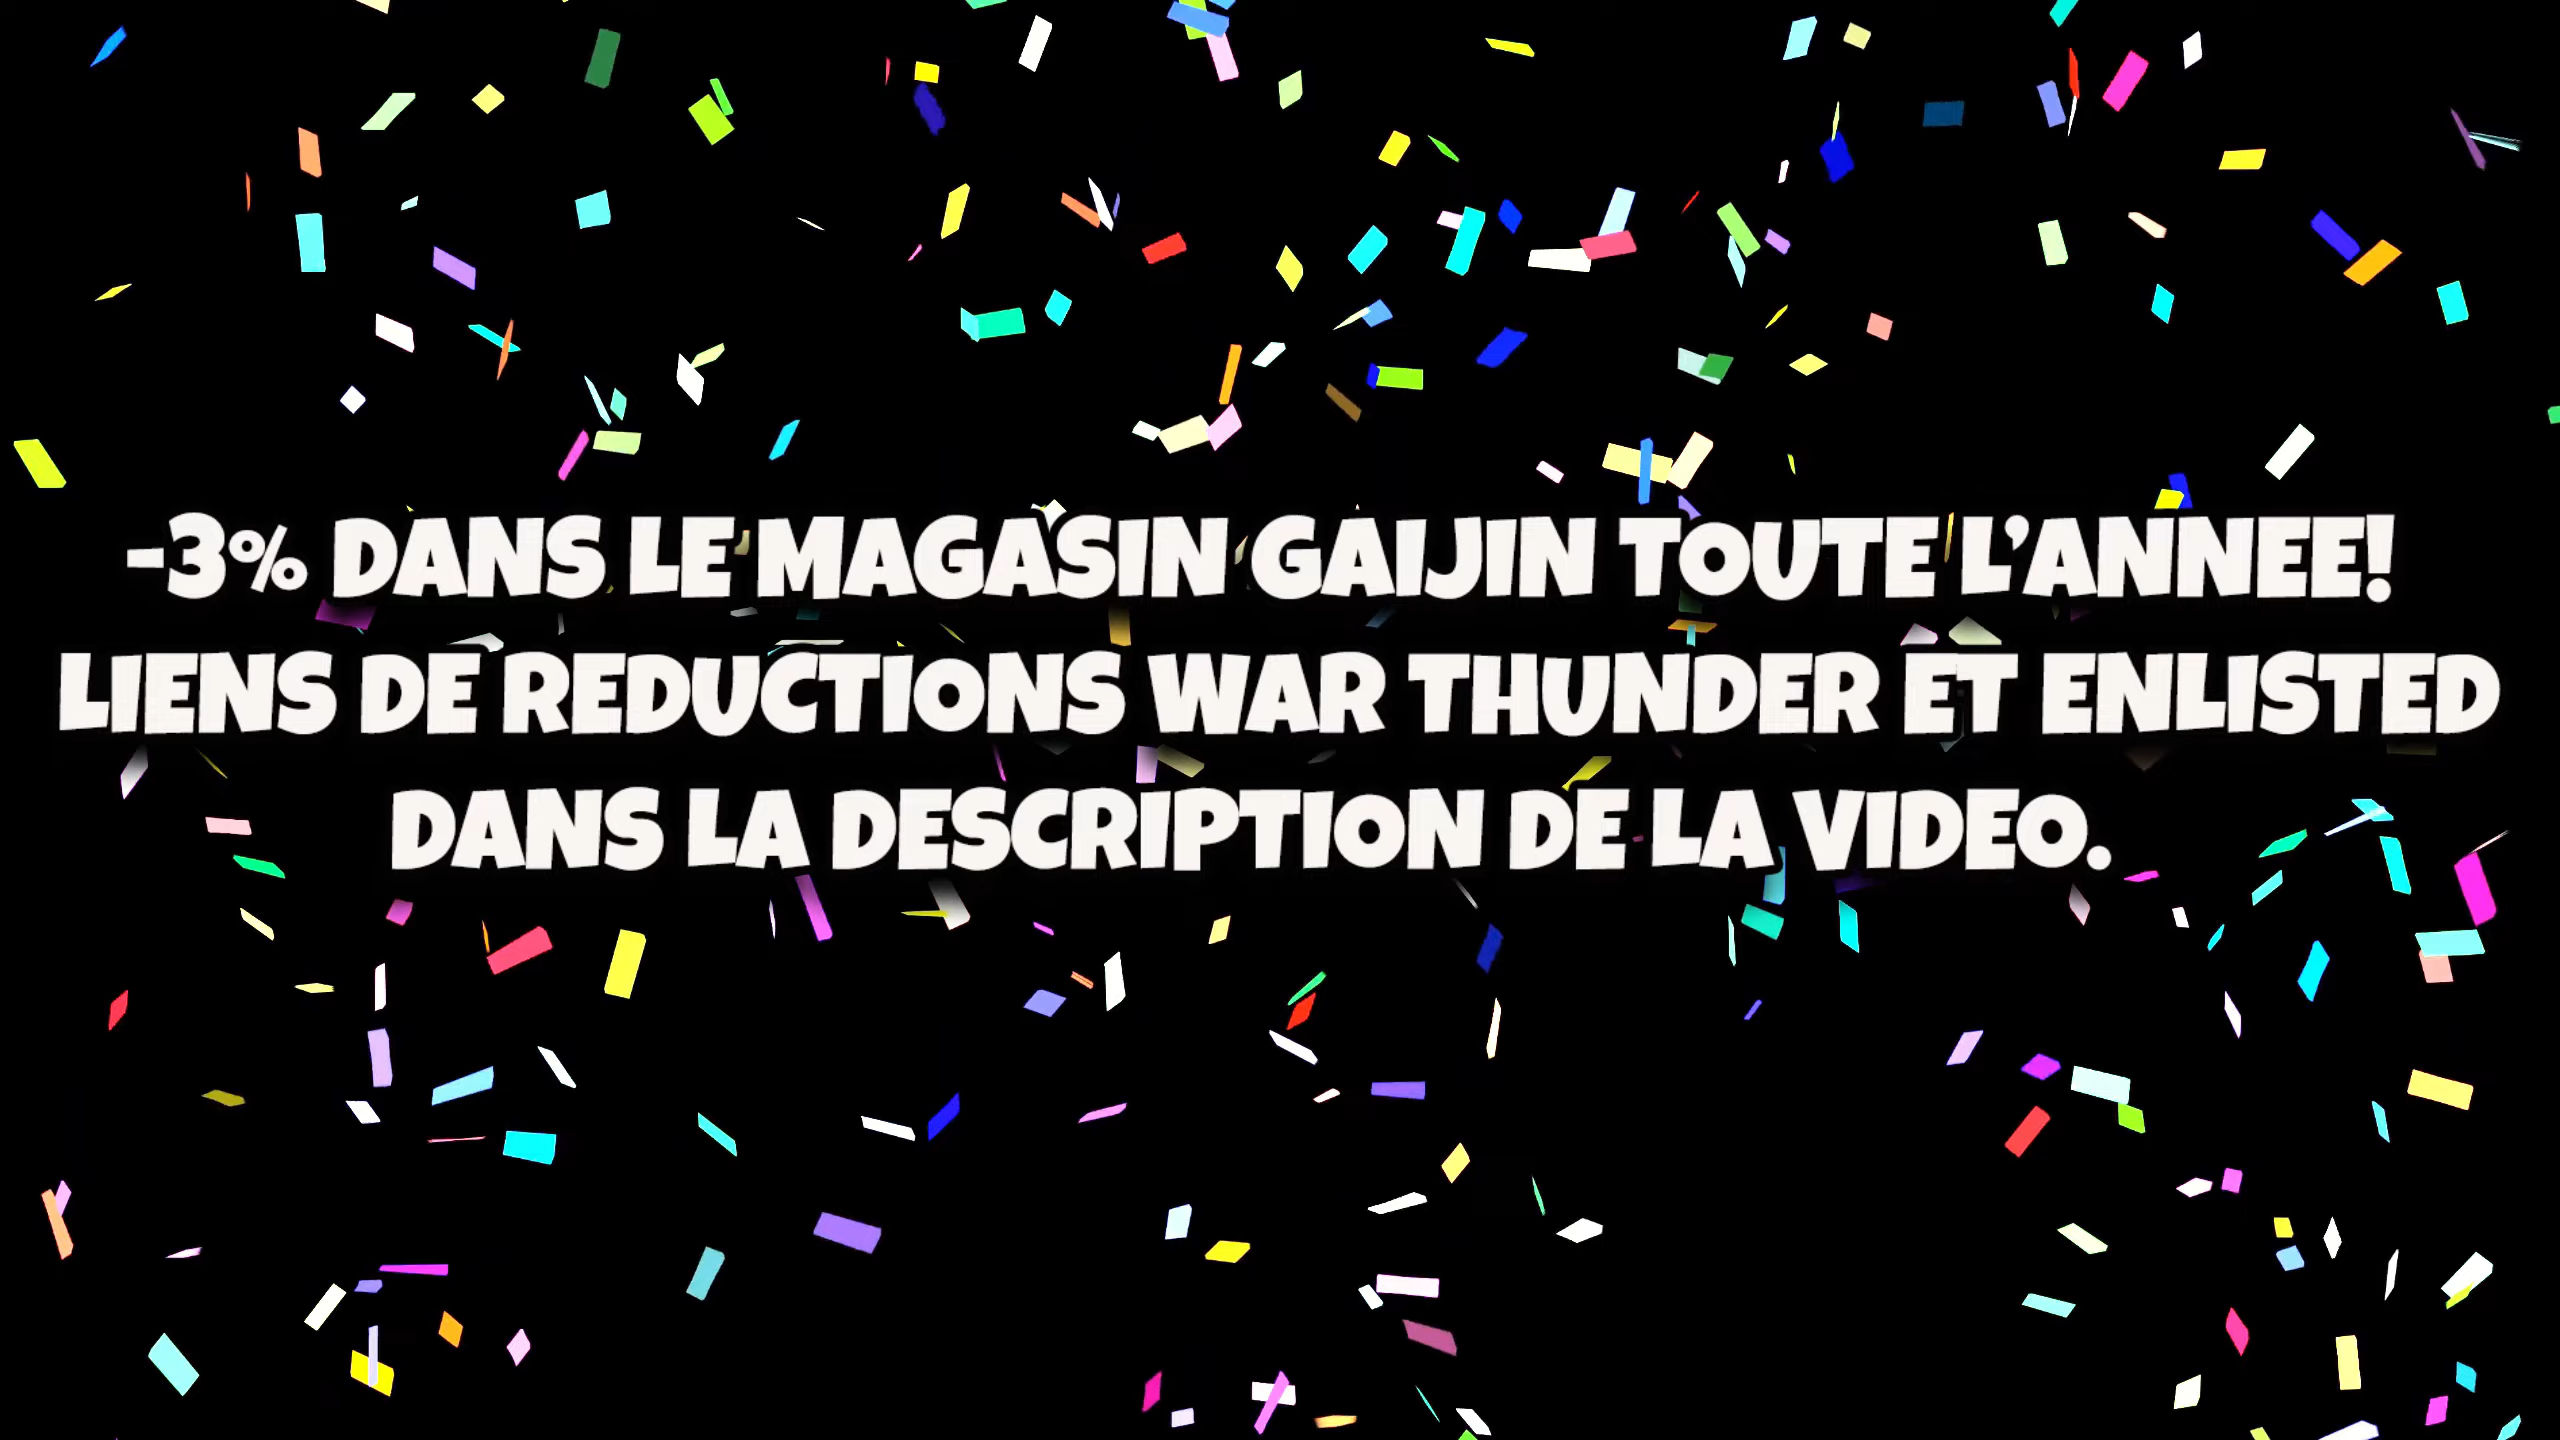 -3% DANS LE MAGASIN GAIJIN TOUTE L’ANNEE!
LIENS DE REDUCTIONS WAR THUNDER ET ENLISTED
DANS LA DESCRIPTION DE LA VIDEO.